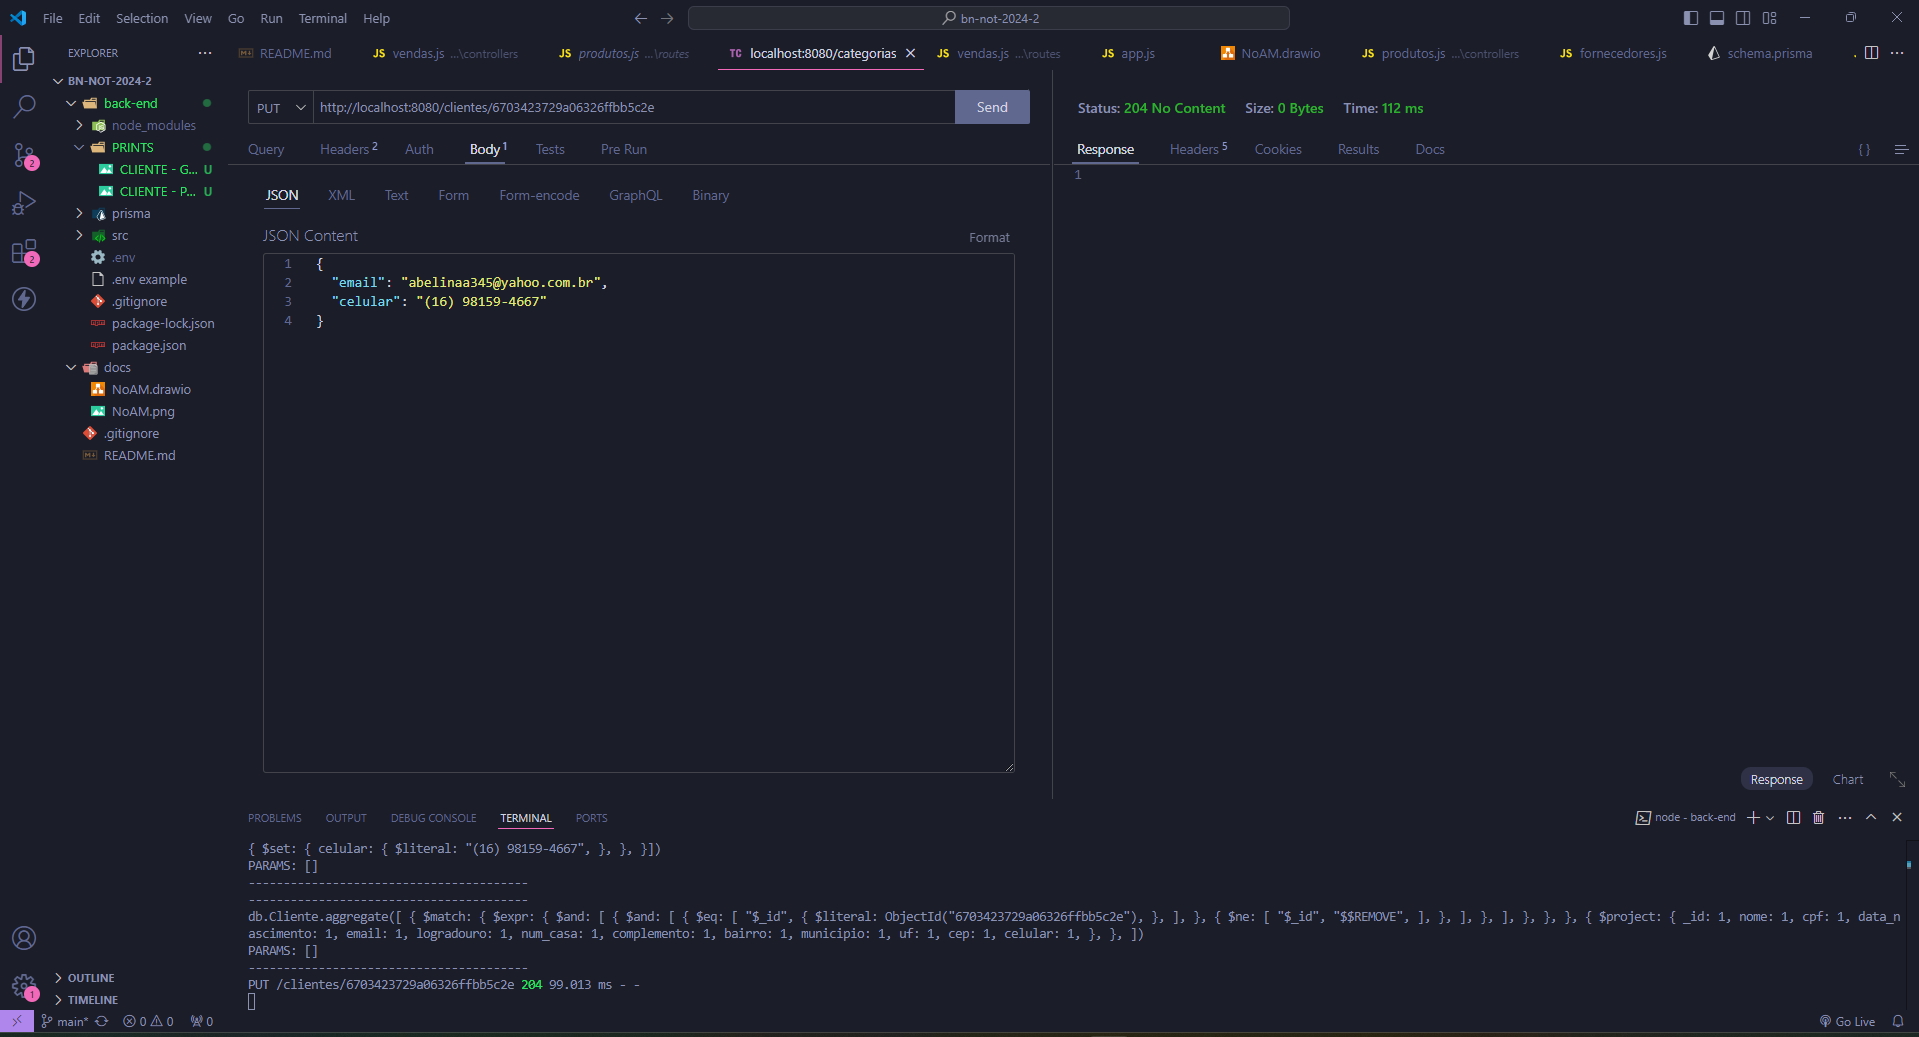 File Edit Selection View Go Run Terminal Help
bn-not-2024-2
EXPLORER
README.md
JS vendas.js ...\controllers
JS produtos.js ...\routes
TC localhost:8080/categorias
JS vendas.js ...\routes
JS app.js
NoAM.drawio
JS produtos.js ...\controllers
JS fornecedores.js
schema.prisma
BN-NOT-2024-2
back-end
node_modules
PRINTS
CLIENTE - G... U
CLIENTE - P... U
prisma
src
.env
.env example
.gitignore
package-lock.json
package.json
docs
NoAM.drawio
NoAM.png
.gitignore
README.md
2
2
1
OUTLINE
TIMELINE
PUT http://localhost:8080/clientes/6703423729a06326ffbb5c2e Send
Query Headers 2 Auth Body 1 Tests Pre Run
JSON XML Text Form Form-encode GraphQL Binary
JSON Content Format
1 {
2 "email": "abelinaa345@yahoo.com.br",
3 "celular": "(16) 98159-4667"
4 }
Status: 204 No Content Size: 0 Bytes Time: 112 ms
Response Headers 5 Cookies Results Docs { }
1
Response Chart
PROBLEMS OUTPUT DEBUG CONSOLE TERMINAL PORTS
node - back-end
{ $set: { celular: { $literal: "(16) 98159-4667", }, }, }])
PARAMS: []
----------------------------------------
----------------------------------------
db.Cliente.aggregate([ { $match: { $expr: { $and: [ { $and: [ { $eq: [ "$_id", { $literal: ObjectId("6703423729a06326ffbb5c2e"), }, ], }, { $ne: [ "$_id", "$$REMOVE", ], }, ], }, ], }, }, }, { $project: { _id: 1, nome: 1, cpf: 1, data_n
ascimento: 1, email: 1, logradouro: 1, num_casa: 1, complemento: 1, bairro: 1, municipio: 1, uf: 1, cep: 1, celular: 1, }, }, ])
PARAMS: []
----------------------------------------
PUT /clientes/6703423729a06326ffbb5c2e 204 99.013 ms - -
main* 0 0 0
Go Live